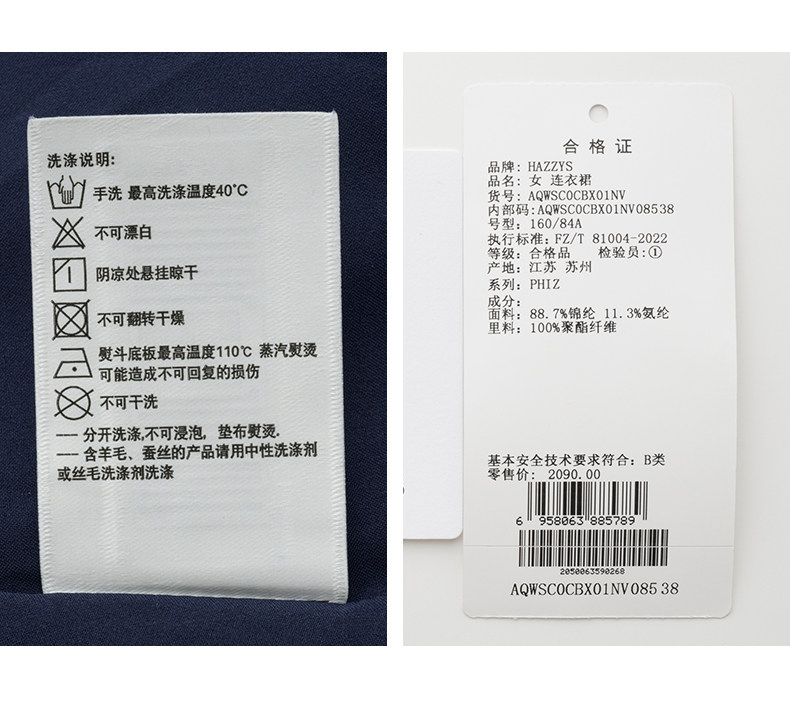 洗涤说明:
手洗 最高洗涤温度40°C
不可漂白
阴凉处悬挂晾干
不可翻转干燥
熨斗底板最高温度110℃ 蒸汽熨烫
可能造成不可回复的损伤
不可干洗
--- 分开洗涤,不可浸泡, 垫布熨烫.
--- 含羊毛、蚕丝的产品请用中性洗涤剂
或丝毛洗涤剂洗涤
合格证
品牌: HAZZYS
品名: 女 连衣裙
货号: AQWSC0CBX01NV
内部码:AQWSC0CBX01NV08538
号型: 160/84A
执行标准: FZ/T 81004-2022
等级: 合格品 检验员:①
产地: 江苏 苏州
系列: PHIZ
成分:
面料: 88.7%锦纶 11.3%氨纶
里料: 100%聚酯纤维
基本安全技术要求符合: B类
零售价: 2090.00
6 958063 885789
2050063590268
AQWSC0CBX01NV08538